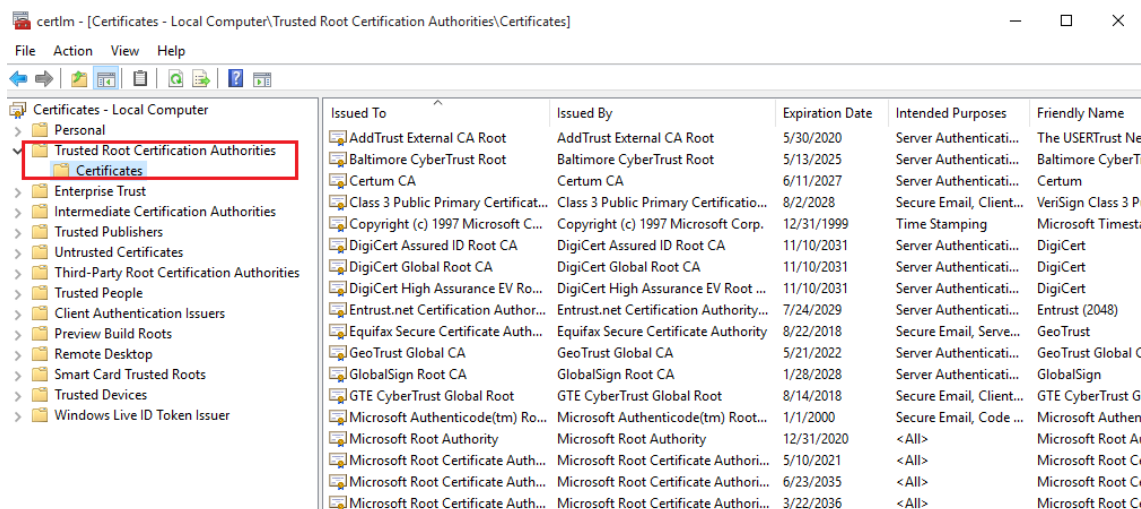 certlm - [Certificates - Local Computer\Trusted Root Certification Authorities\Certificates]
File Action View Help
Certificates - Local Computer
Personal
Trusted Root Certification Authorities
Certificates
Enterprise Trust
Intermediate Certification Authorities
Trusted Publishers
Untrusted Certificates
Third-Party Root Certification Authorities
Trusted People
Client Authentication Issuers
Preview Build Roots
Remote Desktop
Smart Card Trusted Roots
Trusted Devices
Windows Live ID Token Issuer
Issued To Issued By Expiration Date Intended Purposes Friendly Name
AddTrust External CA Root AddTrust External CA Root 5/30/2020 Server Authenticati... The USERTrust Ne
Baltimore CyberTrust Root Baltimore CyberTrust Root 5/13/2025 Server Authenticati... Baltimore CyberT
Certum CA Certum CA 6/11/2027 Server Authenticati... Certum
Class 3 Public Primary Certificat... Class 3 Public Primary Certificatio... 8/2/2028 Secure Email, Client... VeriSign Class 3 P
Copyright (c) 1997 Microsoft C... Copyright (c) 1997 Microsoft Corp. 12/31/1999 Time Stamping Microsoft Timesta
DigiCert Assured ID Root CA DigiCert Assured ID Root CA 11/10/2031 Server Authenticati... DigiCert
DigiCert Global Root CA DigiCert Global Root CA 11/10/2031 Server Authenticati... DigiCert
DigiCert High Assurance EV Ro... DigiCert High Assurance EV Root ... 11/10/2031 Server Authenticati... DigiCert
Entrust.net Certification Author... Entrust.net Certification Authority... 7/24/2029 Server Authenticati... Entrust (2048)
Equifax Secure Certificate Auth... Equifax Secure Certificate Authority 8/22/2018 Secure Email, Serve... GeoTrust
GeoTrust Global CA GeoTrust Global CA 5/21/2022 Server Authenticati... GeoTrust Global C
GlobalSign Root CA GlobalSign Root CA 1/28/2028 Server Authenticati... GlobalSign
GTE CyberTrust Global Root GTE CyberTrust Global Root 8/14/2018 Secure Email, Client... GTE CyberTrust G
Microsoft Authenticode(tm) Ro... Microsoft Authenticode(tm) Root... 1/1/2000 Secure Email, Code ... Microsoft Authen
Microsoft Root Authority Microsoft Root Authority 12/31/2020 <All> Microsoft Root Au
Microsoft Root Certificate Auth... Microsoft Root Certificate Authori... 5/10/2021 <All> Microsoft Root Ce
Microsoft Root Certificate Auth... Microsoft Root Certificate Authori... 6/23/2035 <All> Microsoft Root Ce
Microsoft Root Certificate Auth... Microsoft Root Certificate Authori... 3/22/2036 <All> Microsoft Root Ce